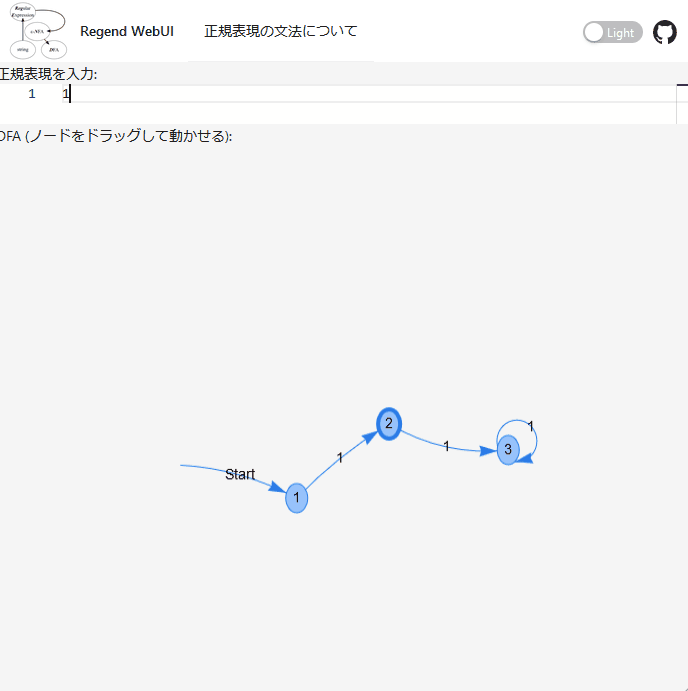 Regular
Expression
ε-NFA
string
DFA
Regend WebUI
正規表現の文法について
Light
正規表現を入力:
1 1
DFA (ノードをドラッグして動かせる):
2
1
1
3
1
Start
1